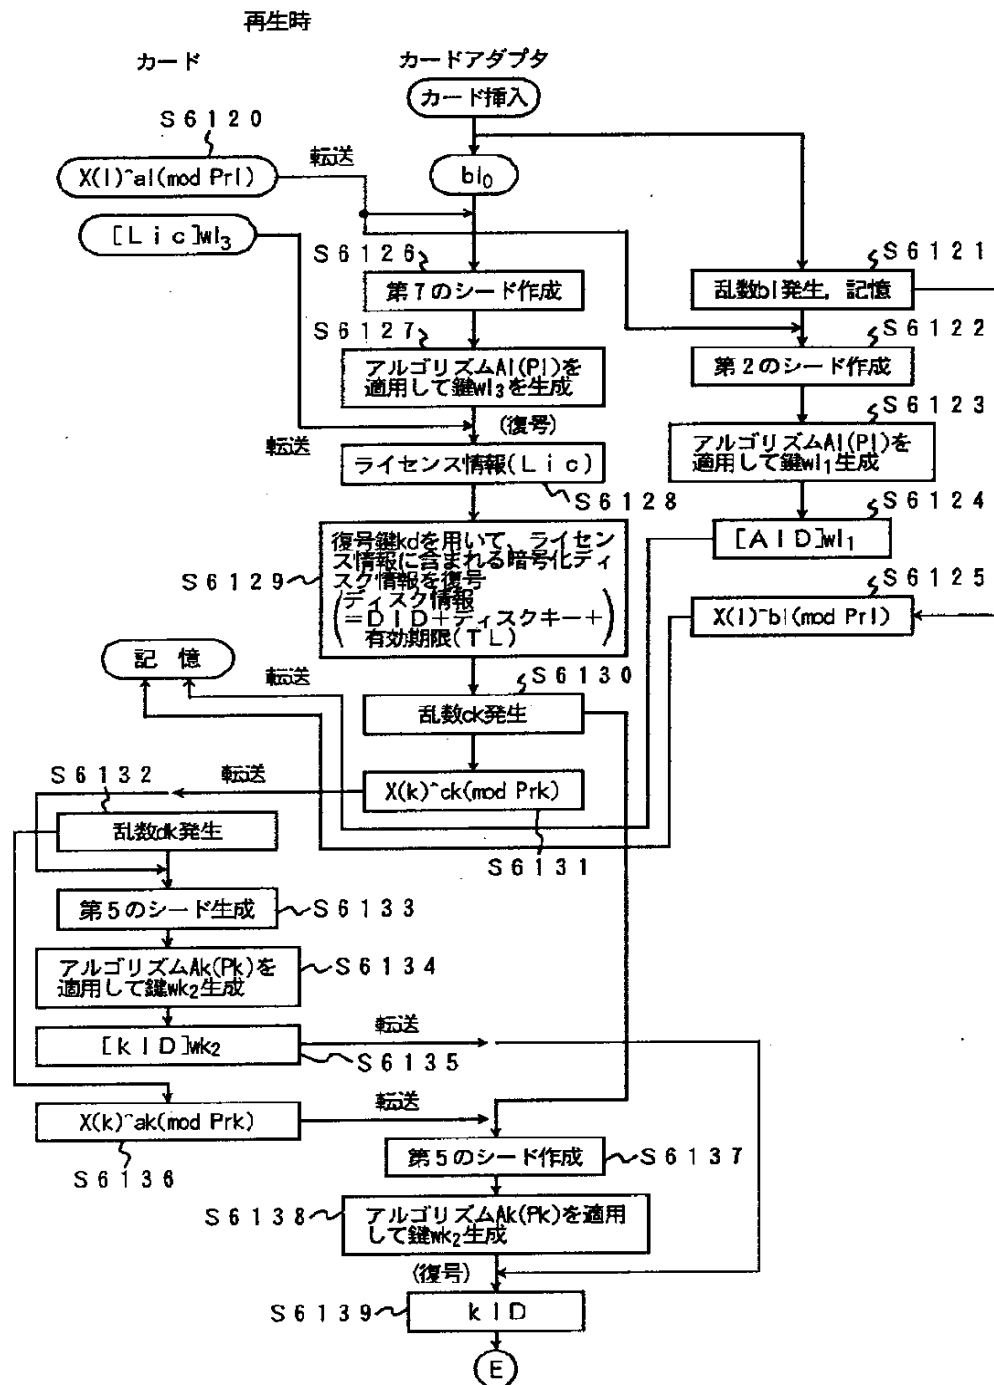 再生時
カード
カードアダプタ
カード挿入
S6120
転送
X(l)^al(mod Prl)
bl0
[Lic]wl3
S6126
S6121
第7のシード作成
乱数bl発生,記憶
S6127
S6122
アルゴリズムAl(Pl)を
適用して鍵wl3を生成
第2のシード作成
(復号)
S6123
転送
ライセンス情報(Lic)
アルゴリズムAl(Pl)を
適用して鍵wl1生成
S6128
S6124
[AID]wl1
復号鍵kdを用いて、ライセン
ス情報に含まれる暗号化ディ
スク情報を復号
ディスク情報
=DID+ディスクキー+
有効期限(TL)
S6129
S6125
X(l)^bl(mod Prl)
記 憶
転送
S6130
乱数ck発生
S6132
転送
X(k)^ck(mod Prk)
乱数dk発生
S6131
第5のシード生成
S6133
アルゴリズムAk(Pk)を
適用して鍵wk2生成
S6134
転送
[kID]wk2
S6135
転送
X(k)^ak(mod Prk)
第5のシード作成
S6137
S6136
S6138
アルゴリズムAk(Pk)を適用
して鍵wk2生成
(復号)
S6139
kID
E